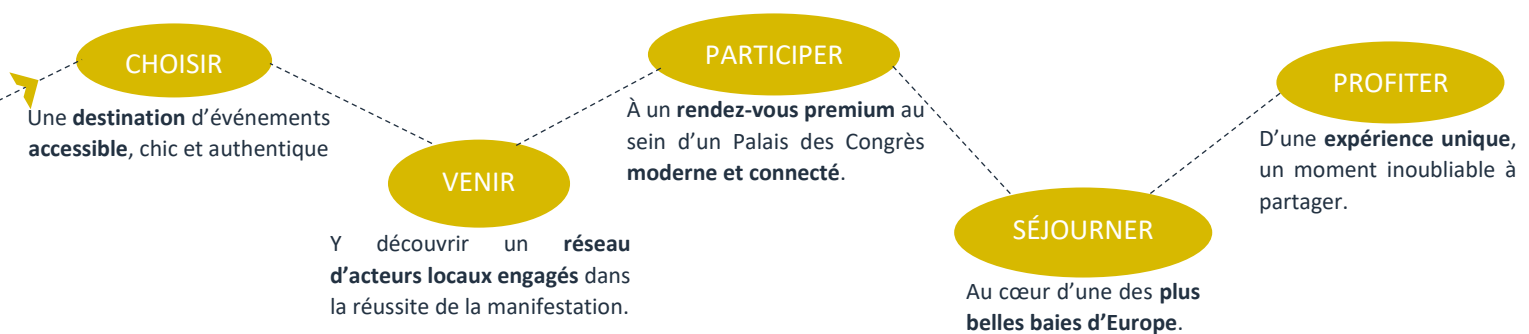 CHOISIR
Une destination d’événements
accessible, chic et authentique
VENIR
Y découvrir un réseau
d’acteurs locaux engagés dans
la réussite de la manifestation.
PARTICIPER
À un rendez-vous premium au
sein d’un Palais des Congrès
moderne et connecté.
SÉJOURNER
Au cœur d’une des plus
belles baies d’Europe.
PROFITER
D’une expérience unique,
un moment inoubliable à
partager.